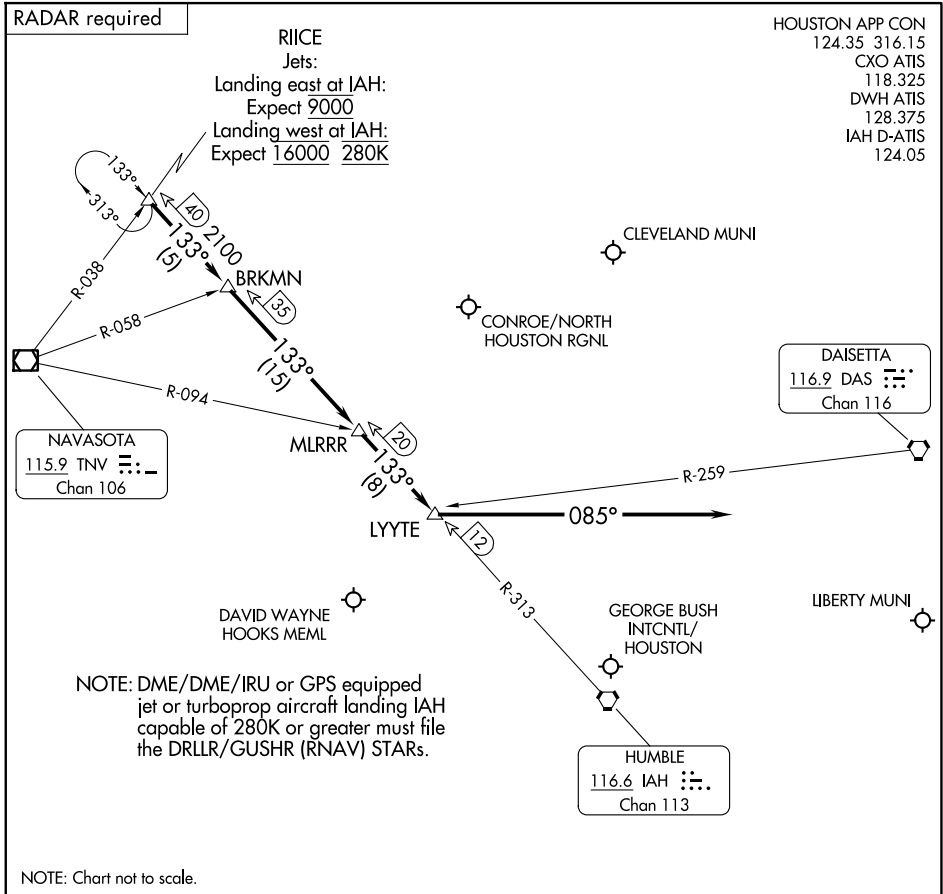 RADAR required
HOUSTON APP CON
124.35 316.15
CXO ATIS
118.325
DWH ATIS
128.375
IAH D-ATIS
124.05
RIICE
Jets:
Landing east at IAH:
Expect 9000
Landing west at IAH:
Expect 16000 280K
133°
313°
40
2100
133°
(5)
R-038
BRKMN
35
R-058
133°
(15)
R-094
CLEVELAND MUNI
CONROE/NORTH
HOUSTON RGNL
DAISETTA
116.9 DAS
Chan 116
NAVASOTA
115.9 TNV
Chan 106
MLRRR
20
133°
(8)
R-259
LYYTE
085°
12
R-313
DAVID WAYNE
HOOKS MEML
GEORGE BUSH
INTCNTL/
HOUSTON
LIBERTY MUNI
NOTE: DME/DME/IRU or GPS equipped
jet or turboprop aircraft landing IAH
capable of 280K or greater must file
the DRLLR/GUSHR (RNAV) STARs.
HUMBLE
116.6 IAH
Chan 113
NOTE: Chart not to scale.